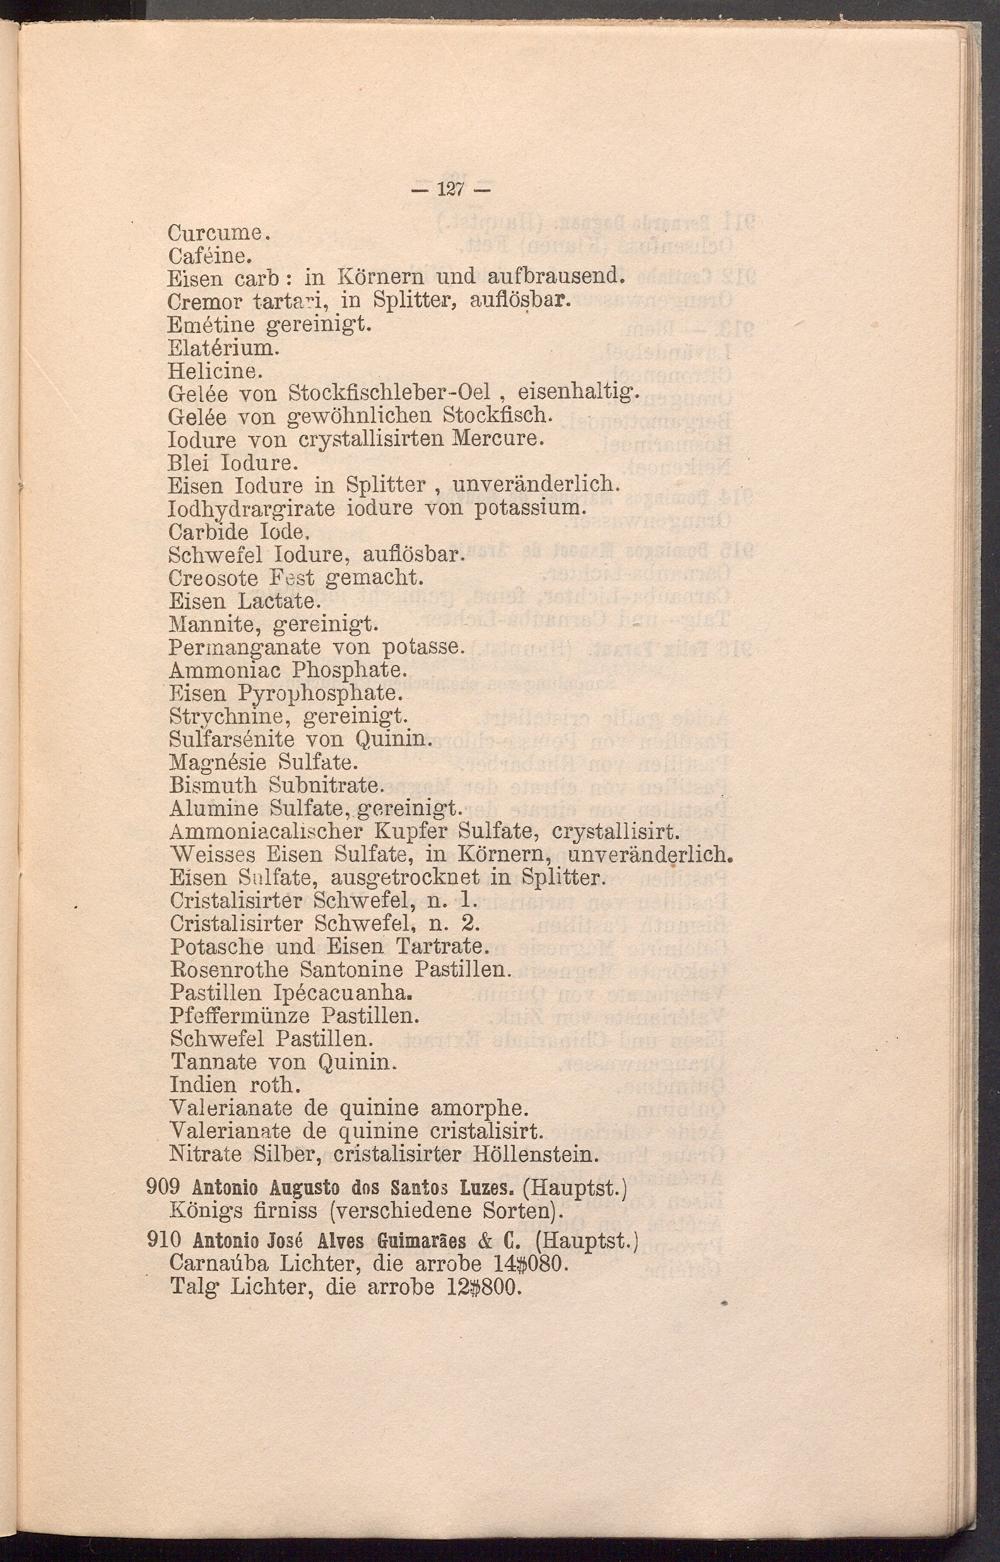 — 127 —
Curcume.
Caféine.
Eisen carb : in Körnern und aufbrausend.
Cremor tartari, in Splitter, auflösbar.
Emétine gereinigt.
Elatérium.
Helicine.
Gelée von Stockfischleber-Oel , eisenhaltig.
Gelée von gewöhnlichen Stockfisch.
Iodure von crystallisirten Mercure.
Blei Iodure.
Eisen Iodure in Splitter , unveränderlich.
Iodhydrargirate iodure von potassium.
Carbide Iode.
Schwefel Iodure, auflösbar.
Creosote Fest gemacht.
Eisen Lactate.
Mannite, gereinigt.
Permanganate von potasse.
Ammoniac Phosphate.
Eisen Pyrophosphate.
Strychnine, gereinigt.
Sulfarsénite von Quinin.
Magnésie Sulfate.
Bismuth Subnitrate.
Alumine Sulfate, gereinigt.
Ammoniacalischer Kupfer Sulfate, crystallisirt.
Weisses Eisen Sulfate, in Körnern, unveränderlich.
Eisen Sulfate, ausgetrocknet in Splitter.
Cristalisirter Schwefel, n. 1.
Cristalisirter Schwefel, n. 2.
Potasche und Eisen Tartrate.
Rosenrothe Santonine Pastillen.
Pastillen Ipécacuanha.
Pfeffermünze Pastillen.
Schwefel Pastillen.
Tannate von Quinin.
Indien roth.
Valerianate de quinine amorphe.
Valerianate de quinine cristalisirt.
Nitrate Silber, cristalisirter Höllenstein.
909 Antonio Augusto dos Santos Luzes. (Hauptst.)
Königs firniss (verschiedene Sorten).
910 Antonio José Alves Guimarães & C. (Hauptst.)
Carnaúba Lichter, die arrobe 14$080.
Talg Lichter, die arrobe 12$800.